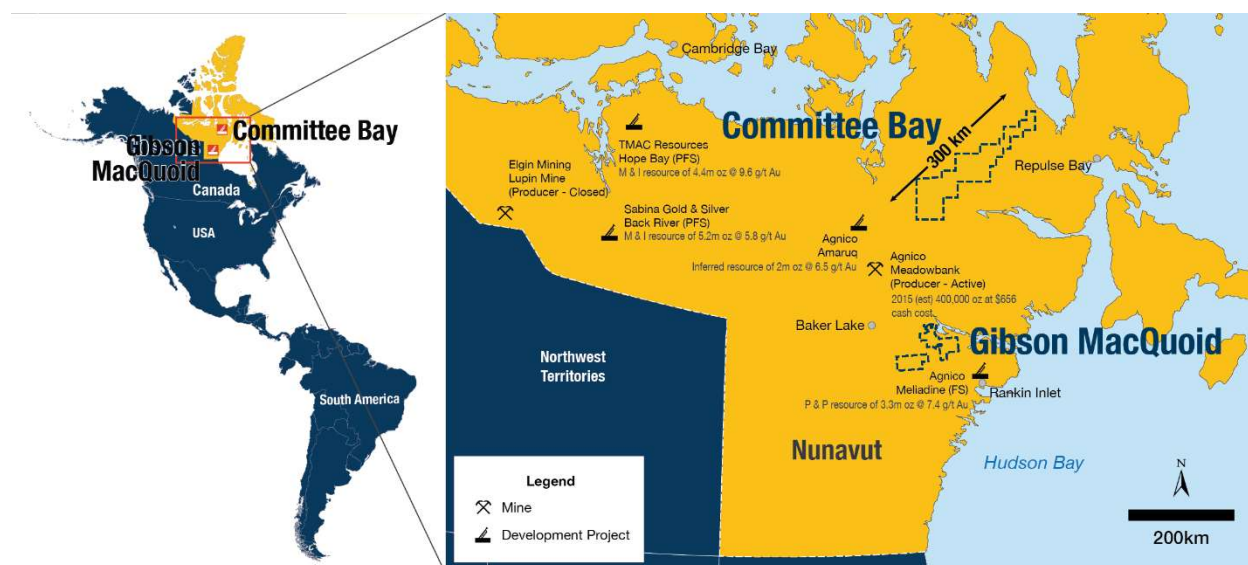 Committee Bay
Gibson
MacQuoid
Canada
USA
South America
Cambridge Bay
Committee Bay
300 km
TMAC Resources
Hope Bay (PFS)
M & I resource of 4.4m oz @ 9.6 g/t Au
Elgin Mining
Lupin Mine
(Producer - Closed)
Repulse Bay
Sabina Gold & Silver
Back River (PFS)
M & I resource of 5.2m oz @ 5.8 g/t Au
Agnico
Amaruq
Inferred resource of 2m oz @ 6.5 g/t Au
Agnico
Meadowbank
(Producer - Active)
2015 (est) 400,000 oz at $656
cash cost
Baker Lake
Gibson MacQuoid
Northwest
Territories
Agnico
Meliadine (FS)
P & P resource of 3.3m oz @ 7.4 g/t Au
Rankin Inlet
Nunavut
Hudson Bay
Legend
Mine
Development Project
N
200km